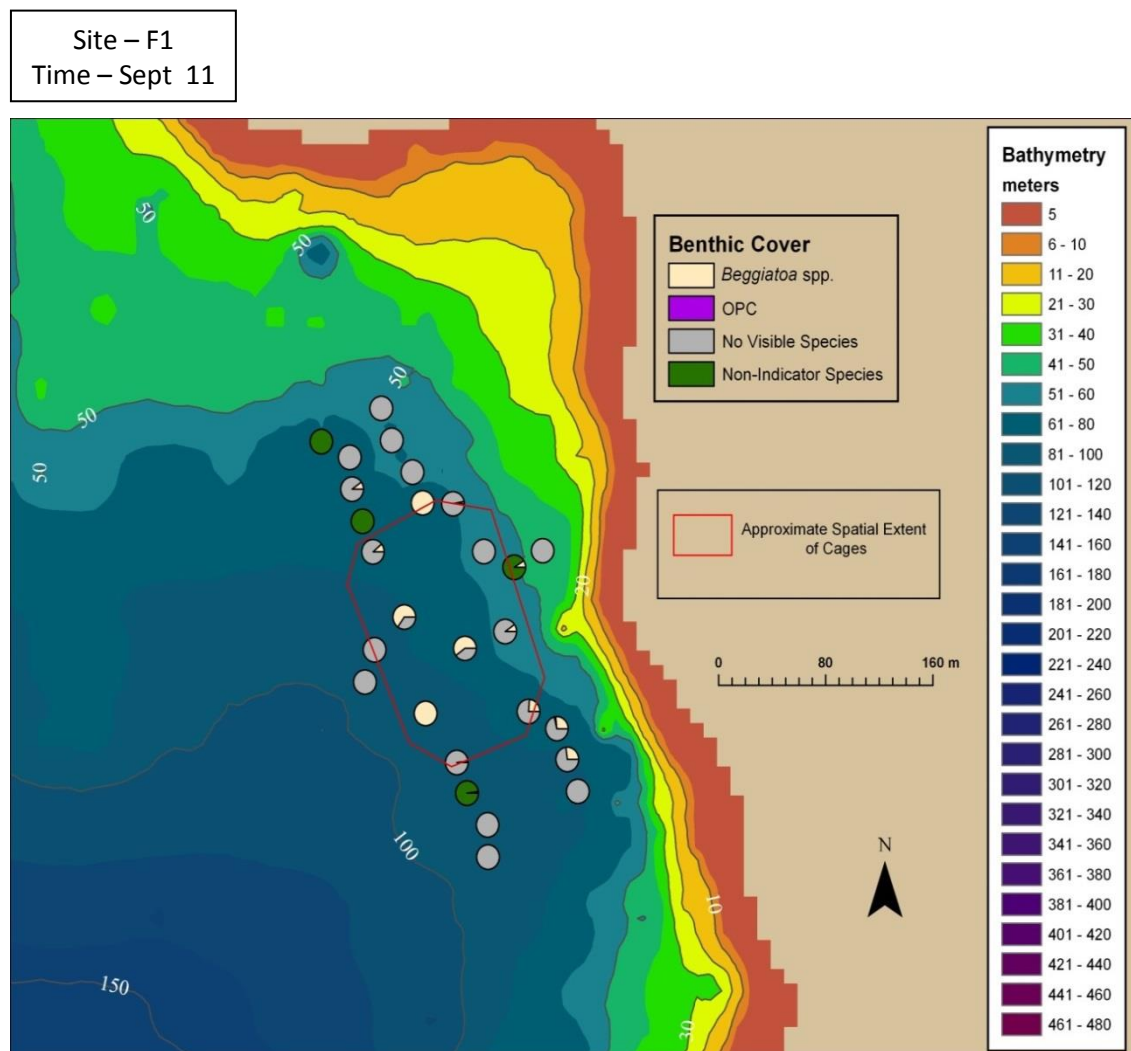 Site – F1
Time – Sept 11
Bathymetry
meters
5
6 - 10
11 - 20
21 - 30
31 - 40
41 - 50
51 - 60
61 - 80
81 - 100
101 - 120
121 - 140
141 - 160
161 - 180
181 - 200
201 - 220
221 - 240
241 - 260
261 - 280
281 - 300
301 - 320
321 - 340
341 - 360
361 - 380
381 - 400
401 - 420
421 - 440
441 - 460
461 - 480
Benthic Cover
Beggiatoa spp.
OPC
No Visible Species
Non-Indicator Species
Approximate Spatial Extent
of Cages
0 80 160 m
N
50
50
50
50
50
20
100
10
150
30